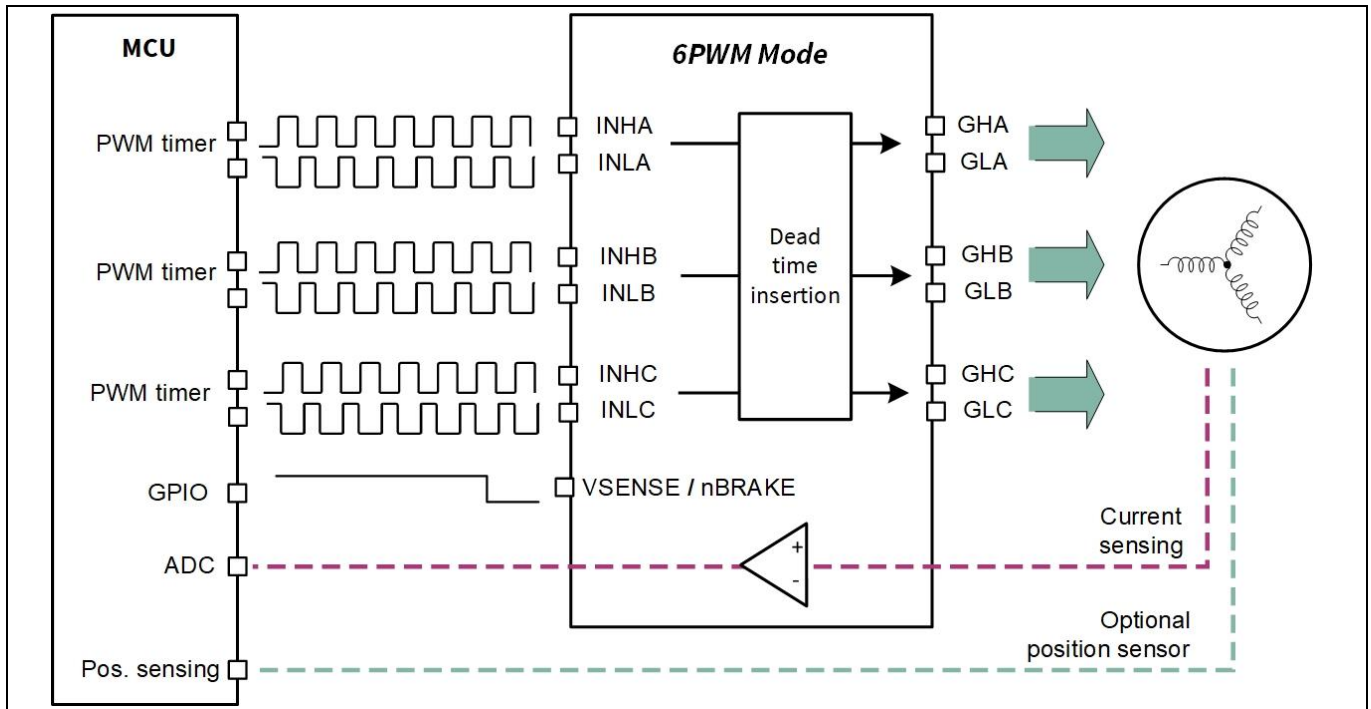 MCU
6PWM Mode
PWM timer
INHA
INLA
GHA
GLA
PWM timer
INHB
INLB
Dead
time
insertion
GHB
GLB
PWM timer
INHC
INLC
GHC
GLC
GPIO
VSENSE / nBRAKE
ADC
+
-
Current
sensing
Pos. sensing
Optional
position sensor